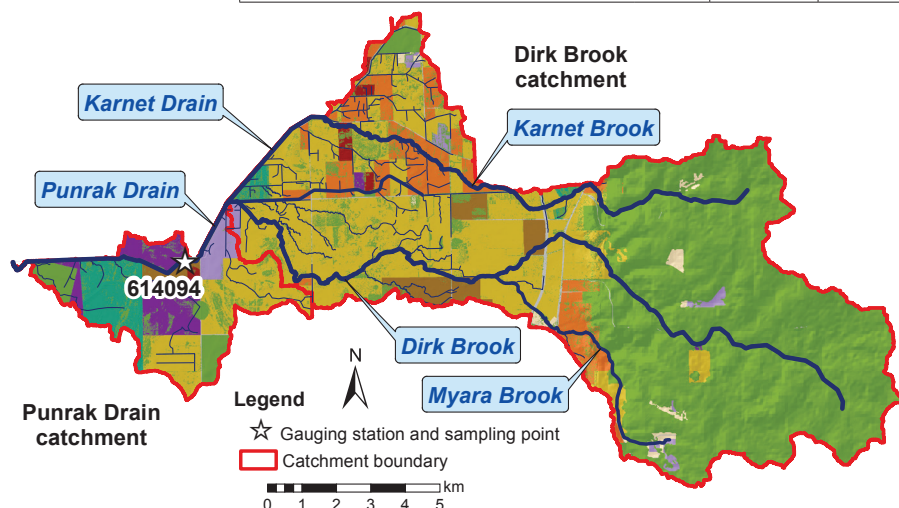 Dirk Brook
catchment
Karnet Drain
Karnet Brook
Punrak Drain
614094
Dirk Brook
Myara Brook
Punrak Drain
catchment
N
Legend
Gauging station and sampling point
Catchment boundary
km
0 1 2 3 4 5